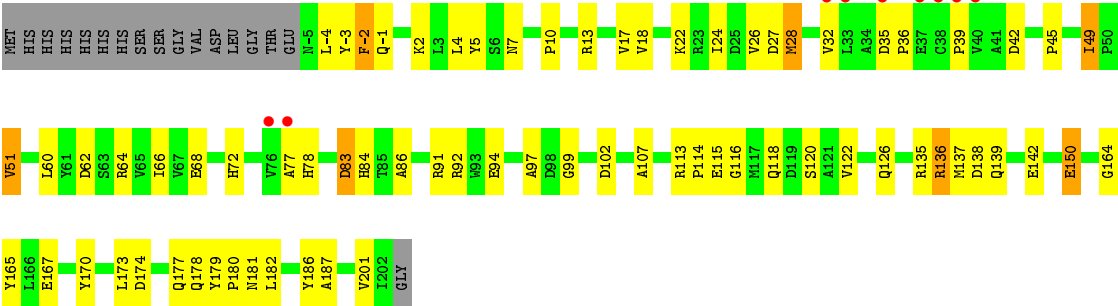 MET HIS HIS HIS HIS HIS HIS SER SER GLY VAL ASP LEU GLY THR GLU N-5 L-4 Y-3 F-2 Q-1 K2 L3 L4 Y5 S6 N7 P10 R13 V17 V18 K22 R23 I24 D25 V26 D27 M28 V32 L33 A34 D35 P36 E37 C38 P39 V40 A41 D42 P45 I49 P50
V51 L60 Y61 D62 S63 R64 V65 I66 V67 E68 H72 V76 A77 H78 D83 H84 T85 A86 R91 R92 W93 E94 A97 D98 G99 D102 A107 R113 P114 E115 G116 M117 Q118 D119 S120 A121 V122 Q126 R135 R136 M137 D138 Q139 E142 E150 G164
Y165 L166 E167 Y170 L173 D174 Q177 Q178 Y179 P180 N181 L182 Y186 A187 V201 I202 GLY